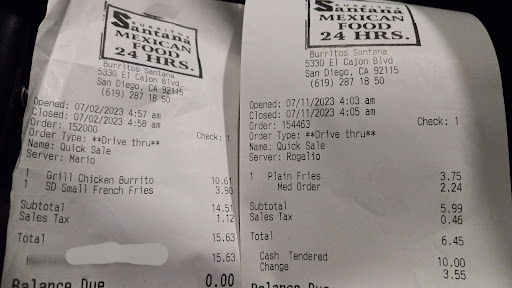 BURRITOS
Santana
MEXICAN
FOOD
24 HRS.
Burritos Santana
5330 El Cajon Blvd
San Diego, CA 92115
(619) 287 18 50
Opened: 07/02/2023 4:57 am
Closed: 07/02/2023 4:58 am
Order: 152000 Check: 1
Order Type: **Drive thru**
Name: Quick Sale
Server: Mario
1 Grill Chicken Burrito 10.61
1 SD Small French Fries 3.90
Subtotal 14.51
Sales Tax 1.12
Total 15.63
15.63
Balance Due 0.00
BURRITOS
Santana
MEXICAN
FOOD
24 HRS.
Burritos Santana
5330 El Cajon Blvd
San Diego, CA 92115
(619) 287 18 50
Opened: 07/11/2023 4:03 am
Closed: 07/11/2023 4:05 am
Order: 154463 Check: 1
Order Type: **Drive thru**
Name: Quick Sale
Server: Rogelio
1 Plain Fries 3.75
Med Order 2.24
Subtotal 5.99
Sales Tax 0.46
Total 6.45
Cash Tendered 10.00
Change 3.55
Balance Due